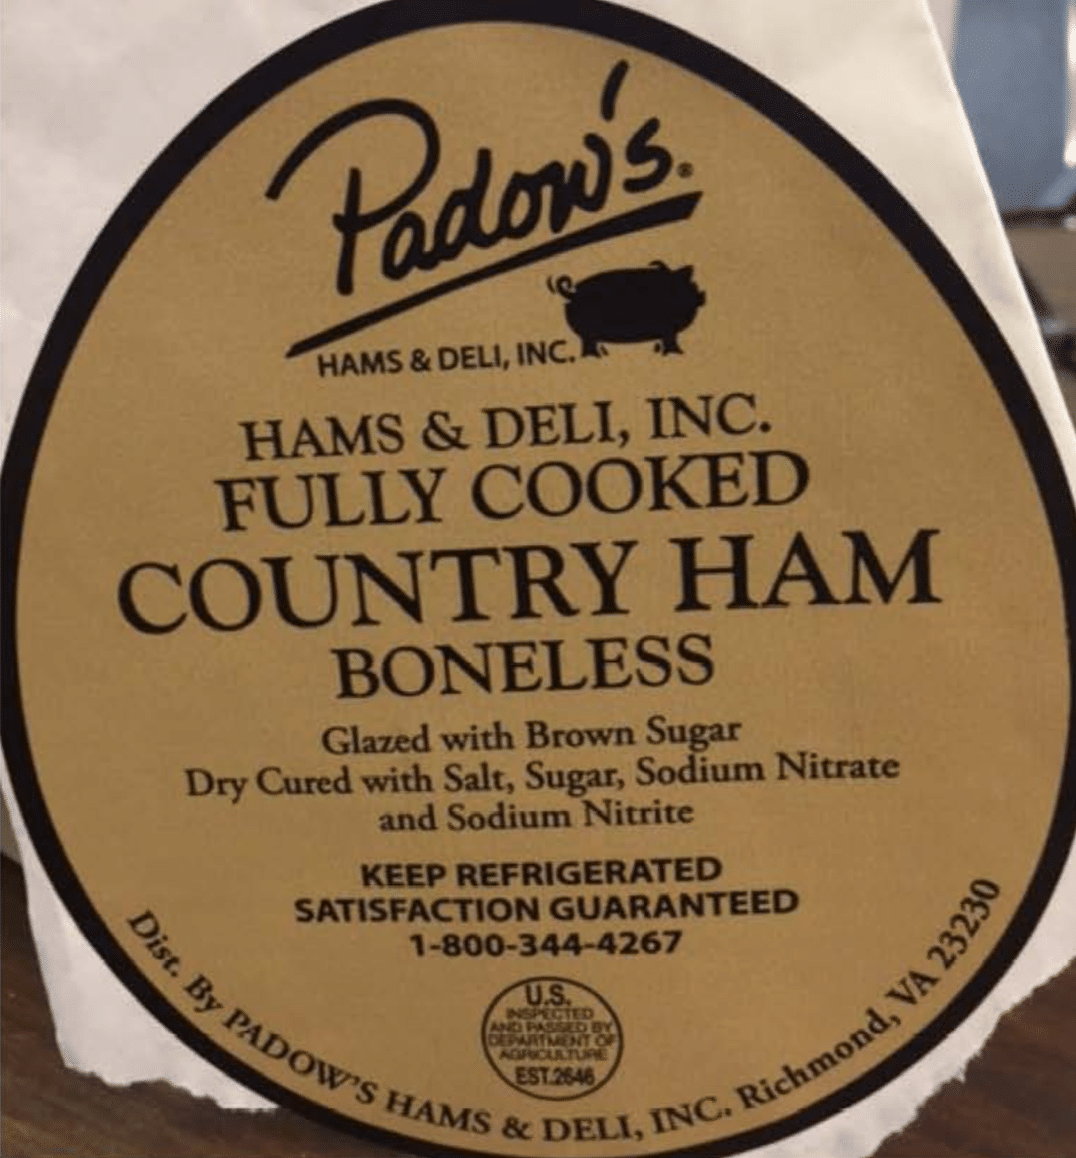 Padow's®
HAMS & DELI, INC.
HAMS & DELI, INC.
FULLY COOKED
COUNTRY HAM
BONELESS
Glazed with Brown Sugar
Dry Cured with Salt, Sugar, Sodium Nitrate
and Sodium Nitrite
KEEP REFRIGERATED
SATISFACTION GUARANTEED
1-800-344-4267
U.S.
INSPECTED
AND PASSED BY
DEPARTMENT OF
AGRICULTURE
EST.2646
Dist. By PADOW'S HAMS & DELI, INC. Richmond, VA 23230